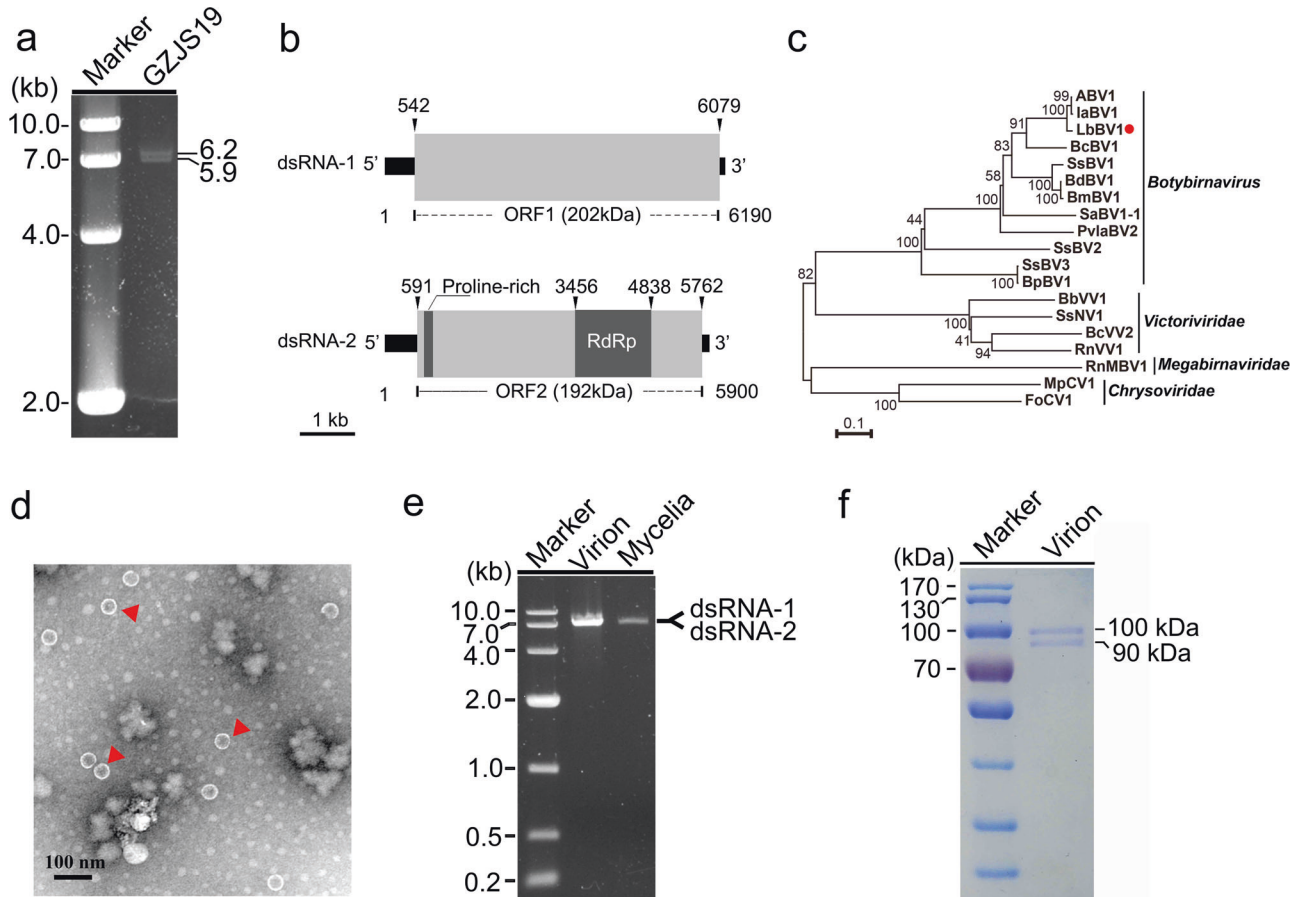 a
Marker
GZJS19
(kb)
10.0-
7.0-
4.0-
2.0-
6.2
5.9
b
542
6079
dsRNA-1 5’
3’
1
ORF1 (202kDa)
6190
591
Proline-rich
3456
4838
5762
dsRNA-2 5’
RdRp
3’
1
ORF2 (192kDa)
5900
1 kb
c
99
ABV1
100
IaBV1
91
LbBV1
83
BcBV1
58
SsBV1
100
BdBV1
100
BmBV1
100
SaBV1-1
44
PvlaBV2
100
SsBV2
SsBV3
100
BpBV1
82
BbVV1
100
SsNV1
41
BcVV2
94
RnVV1
RnMBV1
MpCV1
100
FoCV1
Botybirnavirus
Victoriviridae
Megabirnaviridae
Chrysoviridae
0.1
d
100 nm
e
Marker
Virion
Mycelia
(kb)
10.0
7.0
4.0
2.0
1.0
0.5
0.2
dsRNA-1
dsRNA-2
f
Marker
Virion
(kDa)
170
130
100
70
100 kDa
90 kDa